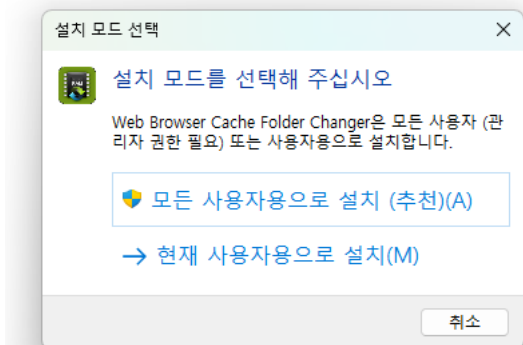 설치 모드 선택
설치 모드를 선택해 주십시오
Web Browser Cache Folder Changer은 모든 사용자 (관
리자 권한 필요) 또는 사용자용으로 설치합니다.
모든 사용자용으로 설치 (추천)(A)
→ 현재 사용자용으로 설치(M)
취소